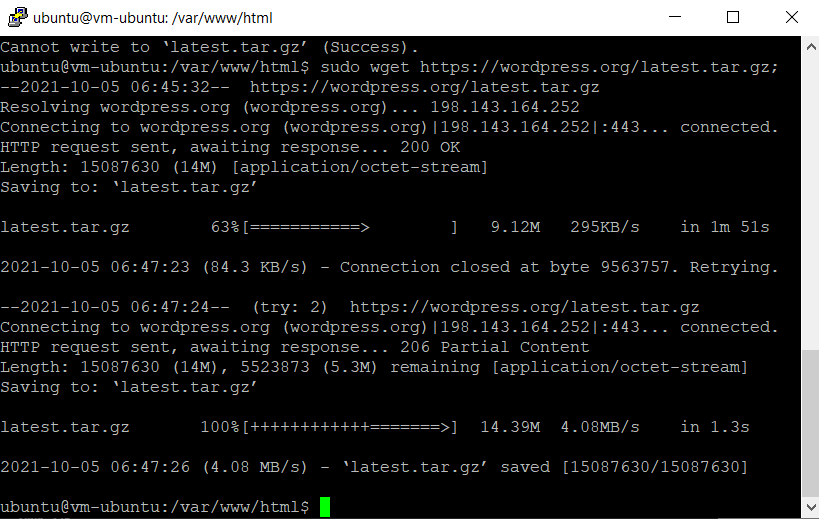 ubuntu@vm-ubuntu: /var/www/html
Cannot write to ‘latest.tar.gz’ (Success).
ubuntu@vm-ubuntu:/var/www/html$ sudo wget https://wordpress.org/latest.tar.gz;
--2021-10-05 06:45:32--  https://wordpress.org/latest.tar.gz
Resolving wordpress.org (wordpress.org)... 198.143.164.252
Connecting to wordpress.org (wordpress.org)|198.143.164.252|:443... connected.
HTTP request sent, awaiting response... 200 OK
Length: 15087630 (14M) [application/octet-stream]
Saving to: ‘latest.tar.gz’
latest.tar.gz        63%[===========>        ]   9.12M   295KB/s    in 1m 51s
2021-10-05 06:47:23 (84.3 KB/s) - Connection closed at byte 9563757. Retrying.
--2021-10-05 06:47:24--  (try: 2)  https://wordpress.org/latest.tar.gz
Connecting to wordpress.org (wordpress.org)|198.143.164.252|:443... connected.
HTTP request sent, awaiting response... 206 Partial Content
Length: 15087630 (14M), 5523873 (5.3M) remaining [application/octet-stream]
Saving to: ‘latest.tar.gz’
latest.tar.gz       100%[++++++++++++=======>]  14.39M  4.08MB/s    in 1.3s
2021-10-05 06:47:26 (4.08 MB/s) - ‘latest.tar.gz’ saved [15087630/15087630]
ubuntu@vm-ubuntu:/var/www/html$